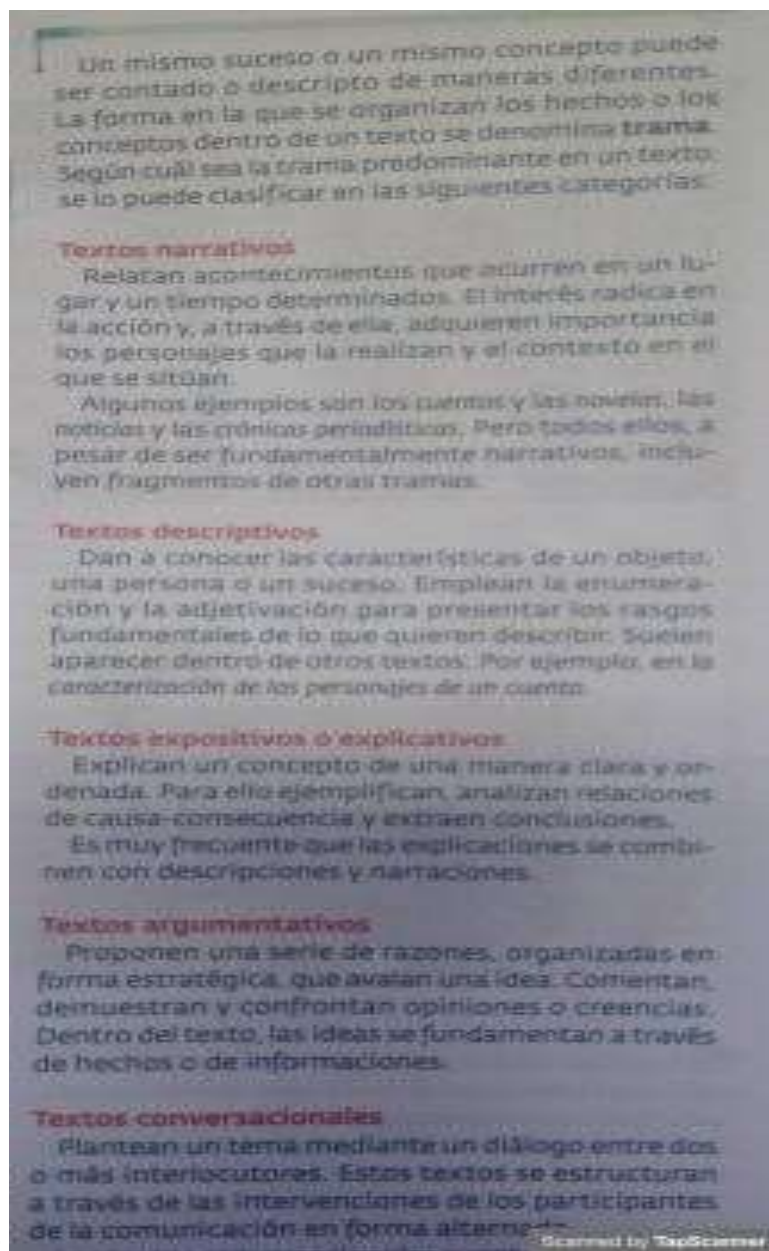 Un mismo suceso o un mismo concepto puede
ser contado o descripto de maneras diferentes.
La forma en la que se organizan los hechos o los
conceptos dentro de un texto se denomina trama.
Según cuál sea la trama predominante en un texto,
se lo puede clasificar en las siguientes categorías:
Textos narrativos
Relatan acontecimientos que ocurren en un lu-
gar y un tiempo determinados. El interés radica en
la acción y, a través de ella, adquieren importancia
los personajes que la realizan y el contexto en el
que se sitúan.
Algunos ejemplos son los cuentos y las novelas, las
noticias y las crónicas periodísticas. Pero todos ellos, a
pesar de ser fundamentalmente narrativos, inclu-
yen fragmentos de otras tramas.
Textos descriptivos
Dan a conocer las características de un objeto,
una persona o un suceso. Emplean la enumera-
ción y la adjetivación para presentar los rasgos
fundamentales de lo que quieren describir. Suelen
aparecer dentro de otros textos. Por ejemplo, en la
caracterización de los personajes de un cuento.
Textos expositivos o explicativos
Explican un concepto de una manera clara y or-
denada. Para ello ejemplifican, analizan relaciones
de causa-consecuencia y extraen conclusiones.
Es muy frecuente que las explicaciones se combi-
nen con descripciones y narraciones.
Textos argumentativos
Proponen una serie de razones, organizadas en
forma estratégica, que avalan una idea. Comentan,
demuestran y confrontan opiniones o creencias.
Dentro del texto, las ideas se fundamentan a través
de hechos o de informaciones.
Textos conversacionales
Plantean un tema mediante un diálogo entre dos
o más interlocutores. Estos textos se estructuran
a través de las intervenciones de los participantes
de la comunicación en forma alternada.
Scanned by TapScanner